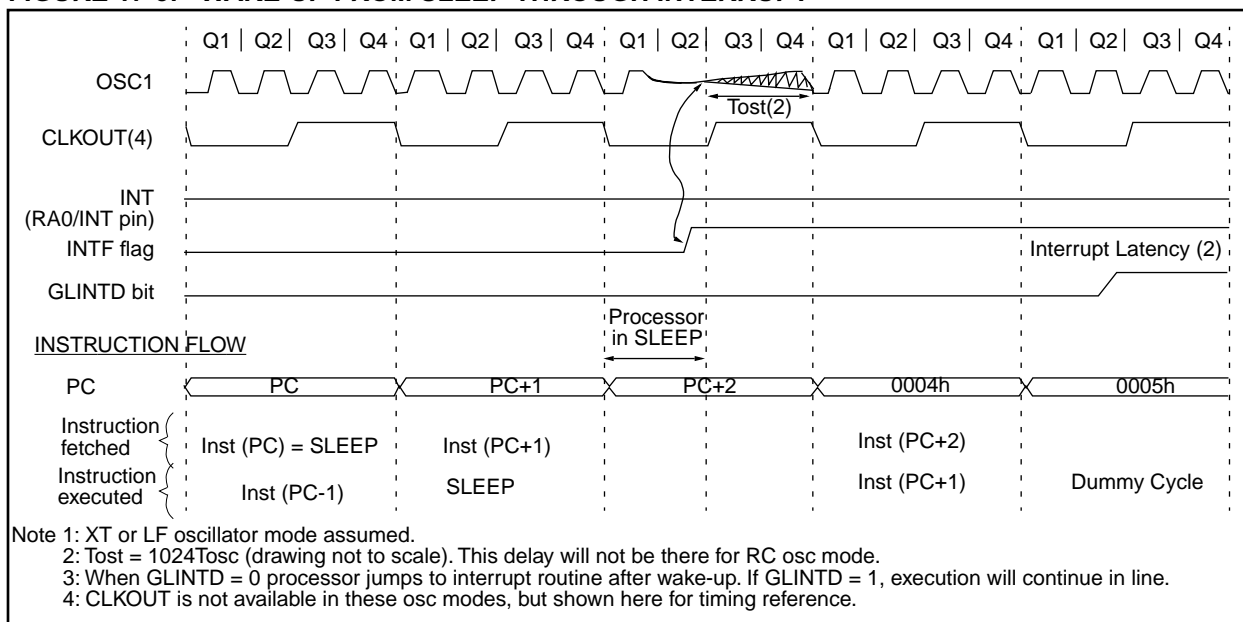 WAKE-UP FROM SLEEP THROUGH INTERRUPT
Q1 | Q2 | Q3 | Q4 Q1 | Q2 | Q3 | Q4 Q1 | Q2 | Q3 | Q4 Q1 | Q2 | Q3 | Q4 Q1 | Q2 | Q3 | Q4
OSC1
Tost(2)
CLKOUT(4)
INT
(RA0/INT pin)
INTF flag
Interrupt Latency (2)
GLINTD bit
Processor
in SLEEP
INSTRUCTION FLOW
PC PC PC+1 PC+2 0004h 0005h
Instruction
fetched
Inst (PC) = SLEEP Inst (PC+1) Inst (PC+2)
Instruction
executed
Inst (PC-1) SLEEP Inst (PC+1) Dummy Cycle
Note 1: XT or LF oscillator mode assumed.
2: Tost = 1024Tosc (drawing not to scale). This delay will not be there for RC osc mode.
3: When GLINTD = 0 processor jumps to interrupt routine after wake-up. If GLINTD = 1, execution will continue in line.
4: CLKOUT is not available in these osc modes, but shown here for timing reference.